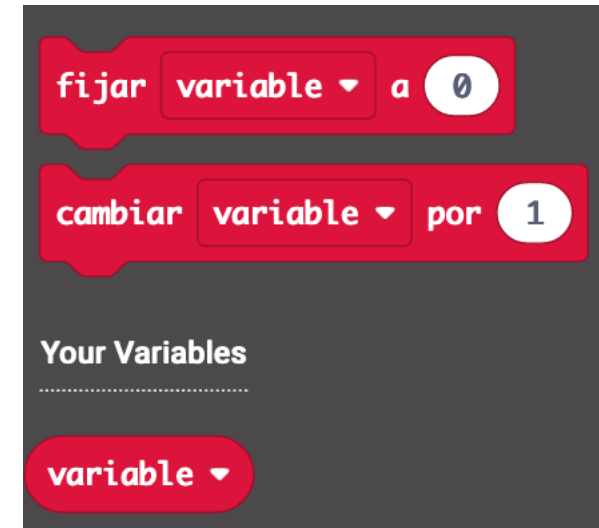 fijar variable a 0
cambiar variable por 1
Your Variables
variable